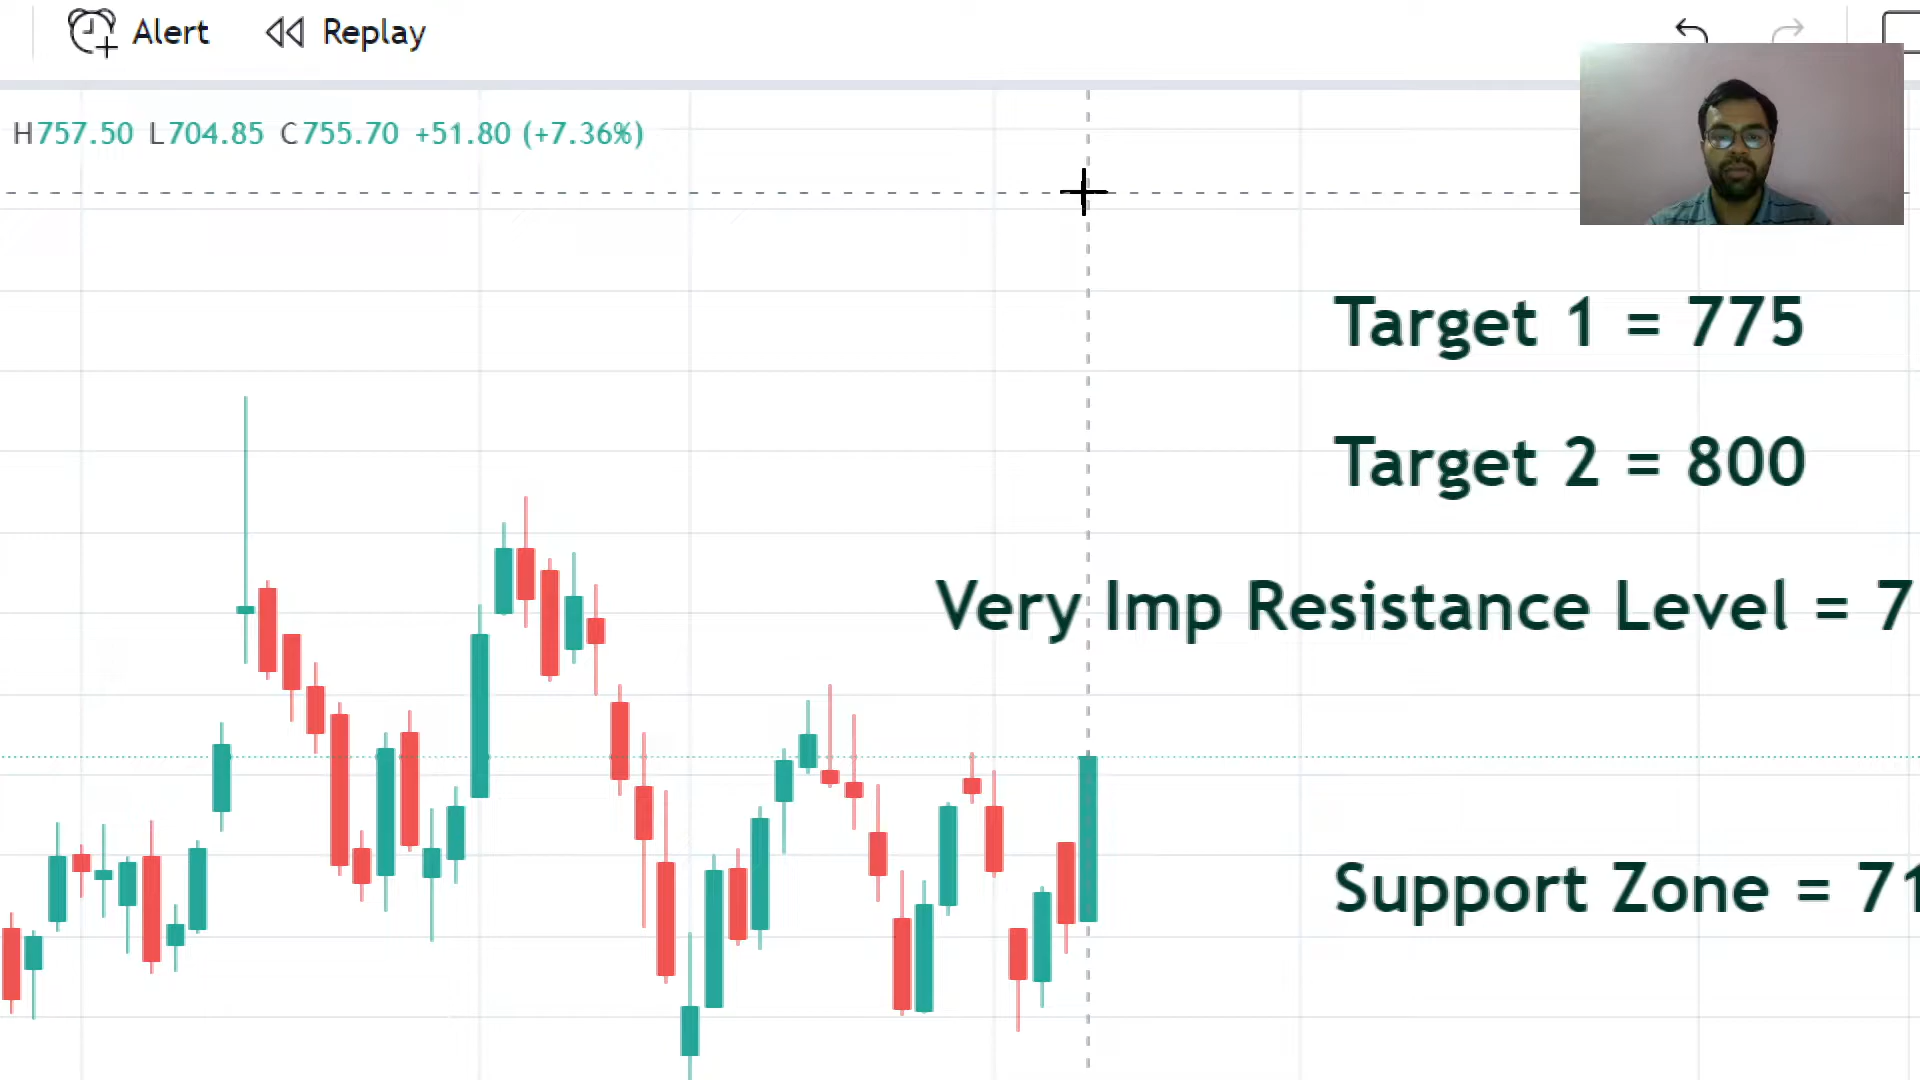 Alert Replay
H757.50 L704.85 C755.70 +51.80 (+7.36%)
Target 1 = 775
Target 2 = 800
Very Imp Resistance Level = 7
Support Zone = 71